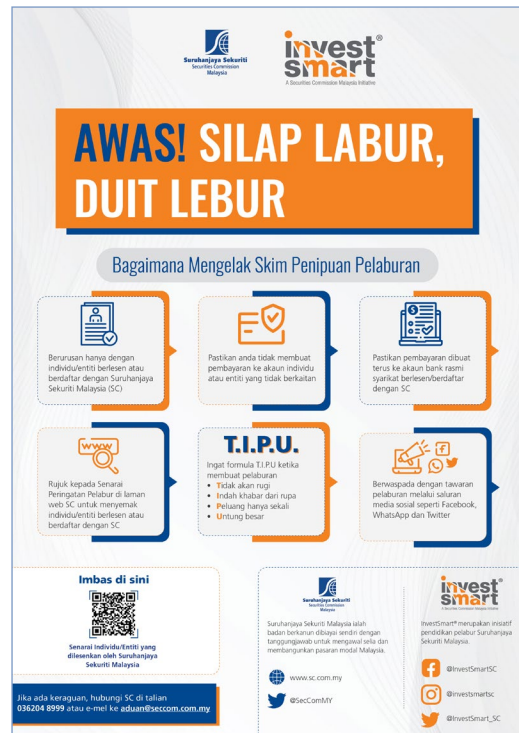 Suruhanjaya Sekuriti
Securities Commission
Malaysia
invest
smart®
A Securities Commission Malaysia Initiative
AWAS! SILAP LABUR,
DUIT LEBUR
Bagaimana Mengelak Skim Penipuan Pelaburan
Berurusan hanya dengan
individu/entiti berlesen atau
berdaftar dengan Suruhanjaya
Sekuriti Malaysia (SC)
Pastikan anda tidak membuat
pembayaran ke akaun individu
atau entiti yang tidak berkaitan
Pastikan pembayaran dibuat
terus ke akaun bank rasmi
syarikat berlesen/berdaftar
dengan SC
www
Rujuk kepada Senarai
Peringatan Pelabur di laman
web SC untuk menyemak
individu/entiti berlesen atau
berdaftar dengan SC
T.I.P.U.
Ingat formula T.I.P.U ketika
membuat pelaburan
• Tidak akan rugi
• Indah khabar dari rupa
• Peluang hanya sekali
• Untung besar
Berwaspada dengan tawaran
pelaburan melalui saluran
media sosial seperti Facebook,
WhatsApp dan Twitter
Imbas di sini
Senarai Individu/Entiti yang
dilesenkan oleh Suruhanjaya
Sekuriti Malaysia
Jika ada keraguan, hubungi SC di talian
036204 8999 atau e-mel ke aduan@seccom.com.my
Suruhanjaya Sekuriti
Securities Commission
Malaysia
Suruhanjaya Sekuriti Malaysia ialah
badan berkanun dibiayai sendiri dengan
tanggungjawab untuk mengawal selia dan
membangunkan pasaran modal Malaysia.
www.sc.com.my
@SecComMY
invest
smart®
A Securities Commission Malaysia Initiative
InvestSmart® merupakan inisiatif
pendidikan pelabur Suruhanjaya
Sekuriti Malaysia.
@InvestSmartSC
@investsmartsc
@InvestSmart_SC